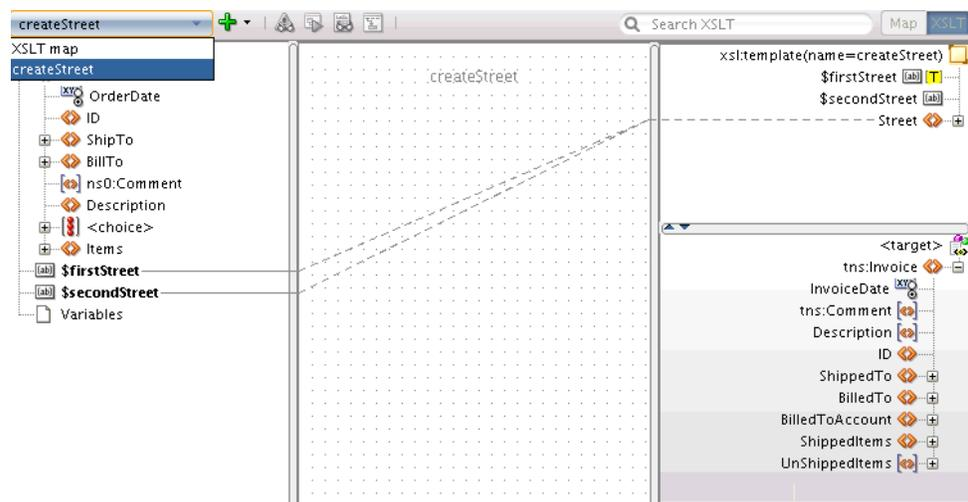 createStreet
Search XSLT
Map
XSLT
XSLT map
createStreet
OrderDate
ID
ShipTo
BillTo
ns0:Comment
Description
<choice>
Items
$firstStreet
$secondStreet
Variables
createStreet
xsl:template(name=createStreet)
$firstStreet
$secondStreet
Street
<target>
tns:Invoice
InvoiceDate
tns:Comment
Description
ID
ShippedTo
BilledTo
BilledToAccount
ShippedItems
UnShippedItems